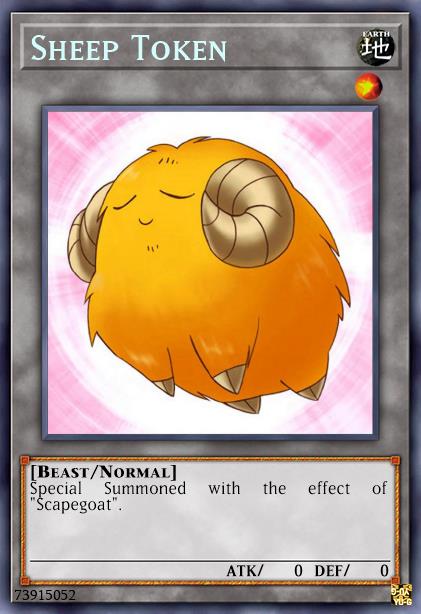 Sheep Token
EARTH
地
[Beast/Normal]
Special Summoned with the effect of
"Scapegoat".
ATK/ 0 DEF/ 0
73915052